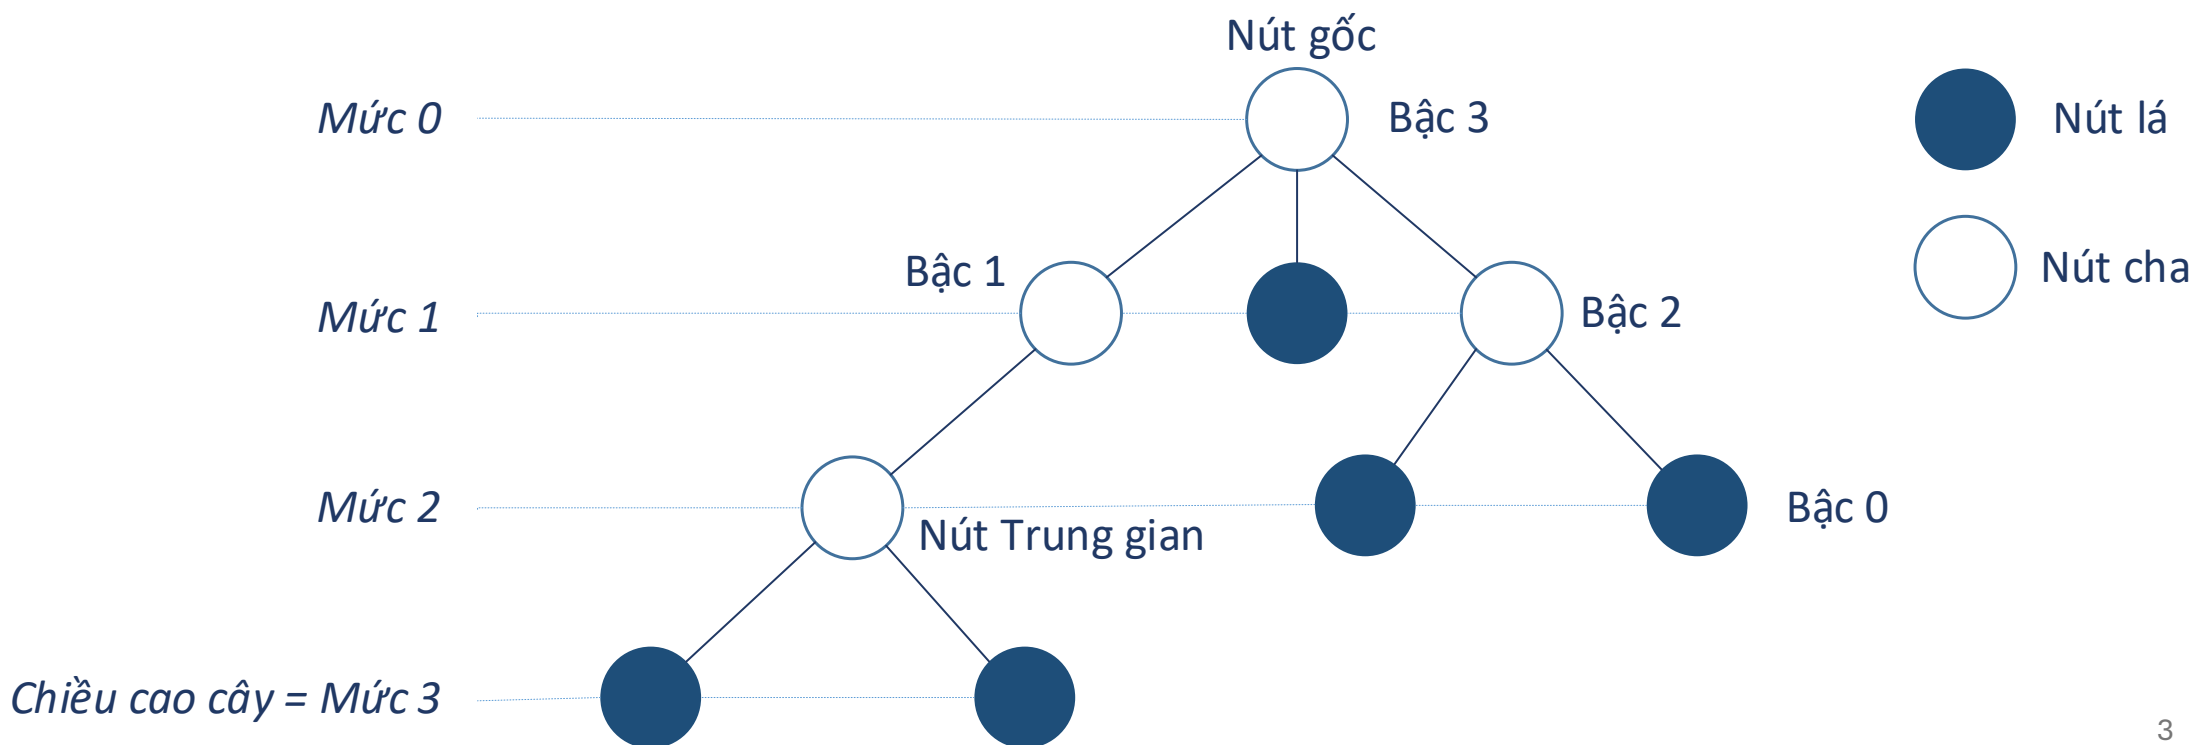 Nút gốc
Mức 0
Bậc 3
Nút lá
Nút cha
Bậc 1
Mức 1
Bậc 2
Mức 2
Nút Trung gian
Bậc 0
Chiều cao cây = Mức 3
3